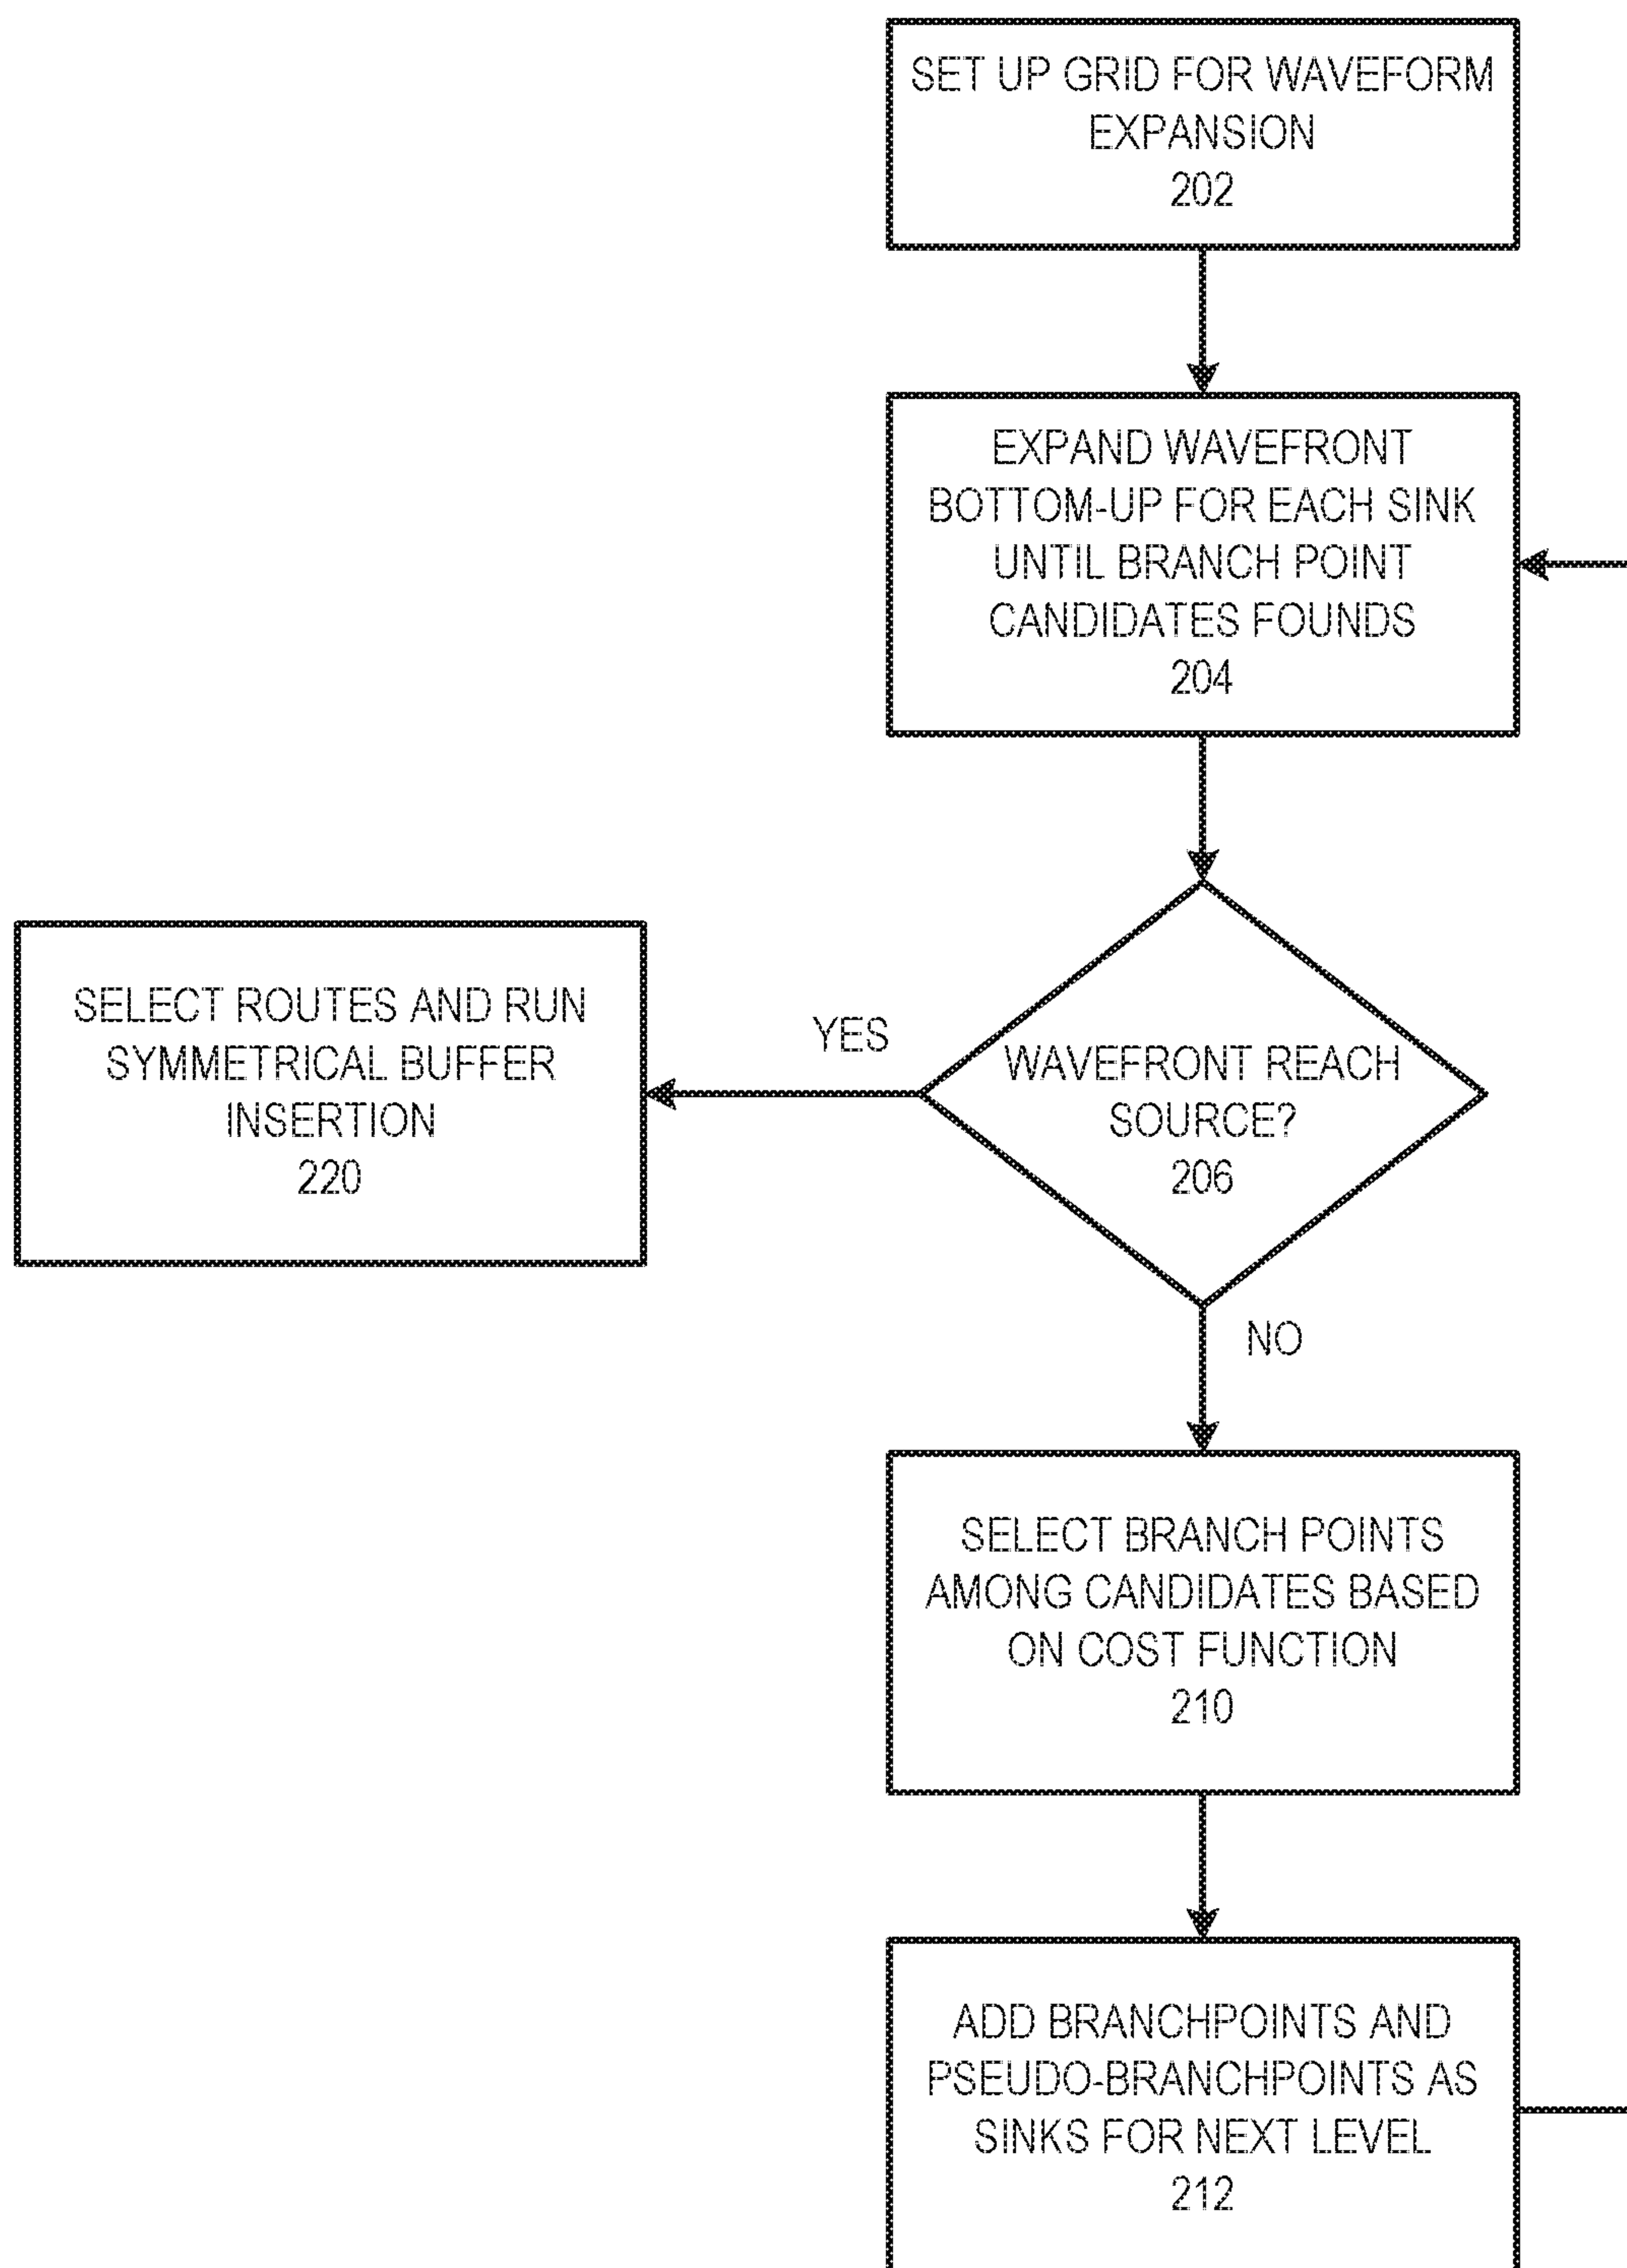 SET UP GRID FOR WAVEFORM
EXPANSION
202
EXPAND WAVEFRONT
BOTTOM-UP FOR EACH SINK
UNTIL BRANCH POINT
CANDIDATES FOUNDS
204
SELECT ROUTES AND RUN
SYMMETRICAL BUFFER
INSERTION
220
YES
WAVEFRONT REACH
SOURCE?
206
NO
SELECT BRANCH POINTS
AMONG CANDIDATES BASED
ON COST FUNCTION
210
ADD BRANCHPOINTS AND
PSEUDO-BRANCHPOINTS AS
SINKS FOR NEXT LEVEL
212